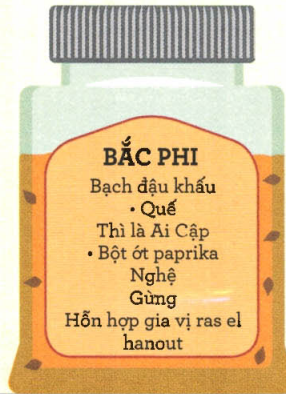 BẮC PHI
Bạch đậu khấu
• Quế
Thì là Ai Cập
• Bột ớt paprika
Nghệ
Gừng
Hỗn hợp gia vị ras el
hanout